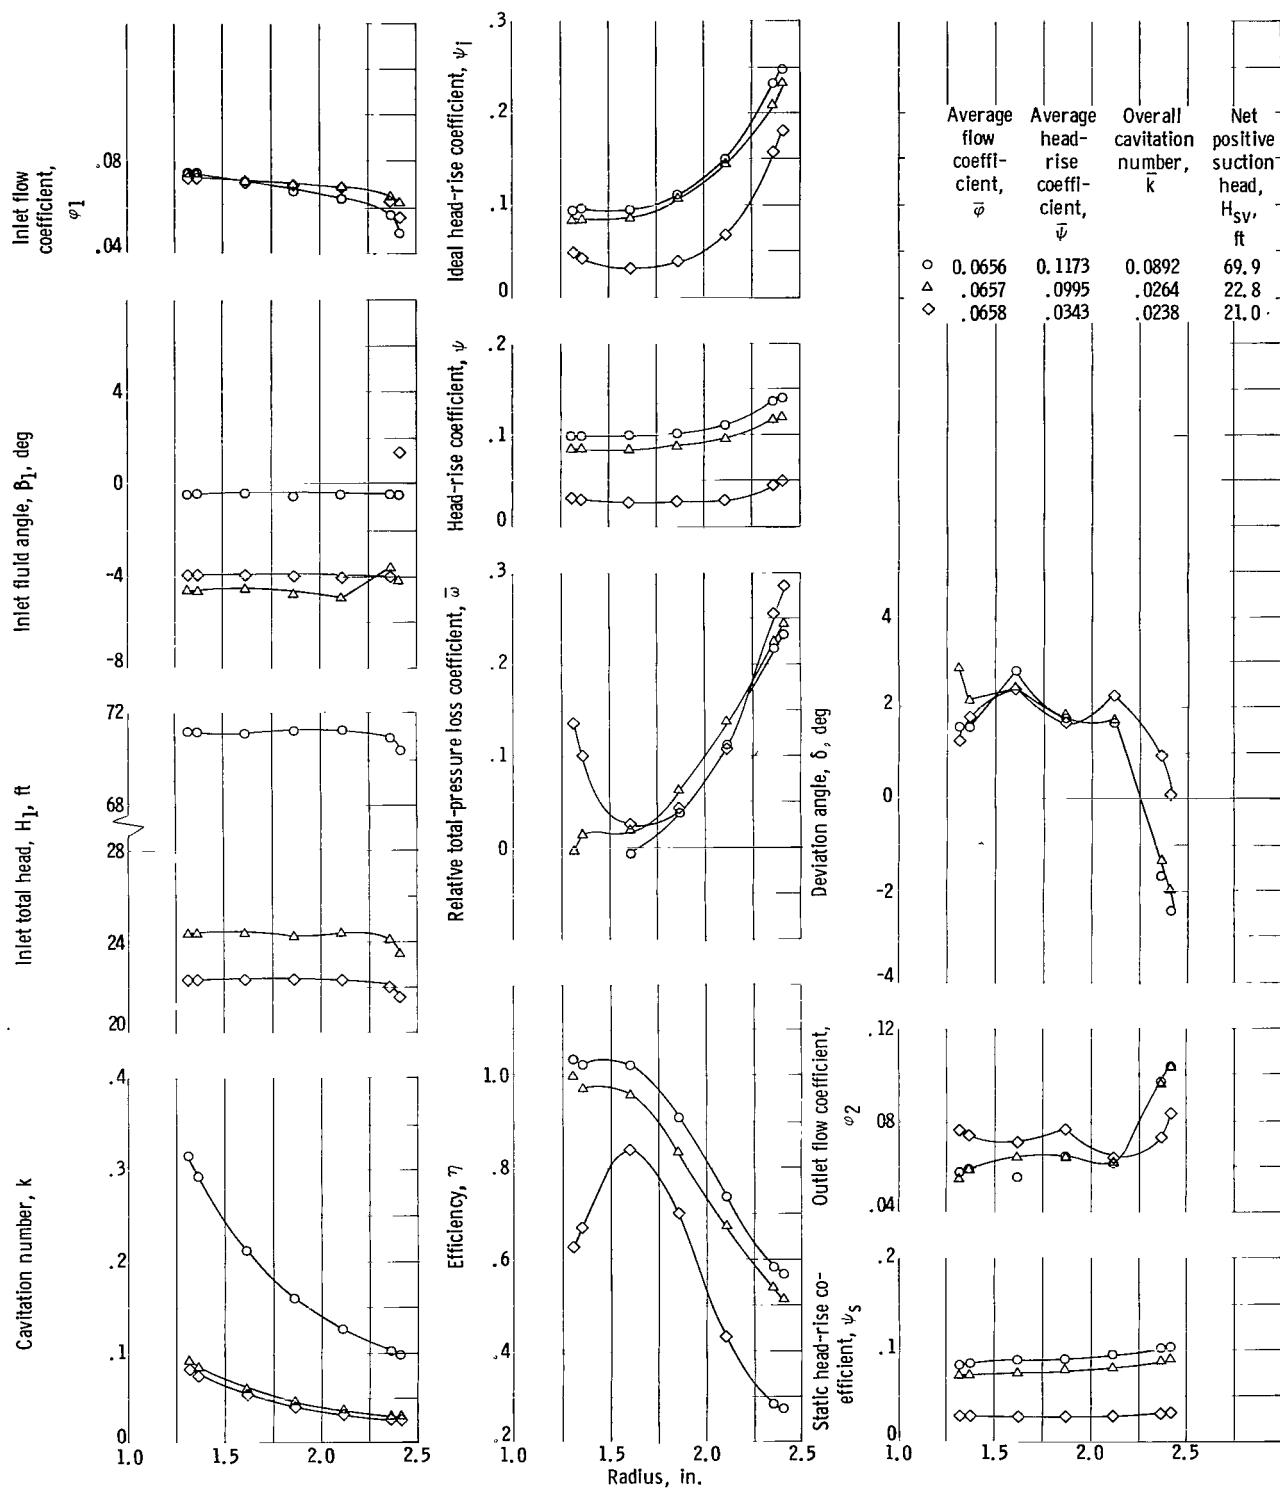 Inlet flow
coefficient,
φ1
.08
.04
Inlet fluid angle, β1, deg
4
0
-4
-8
Inlet total head, H1, ft
72
68
28
24
20
Cavitation number, k
.4
.3
.2
.1
0
1.0 1.5 2.0 2.5
Ideal head-rise coefficient, ψi
.3
.2
.1
0
Head-rise coefficient, ψ
.2
.1
0
Relative total-pressure loss coefficient, ω̅
.3
.2
.1
0
Efficiency, η
1.0
.8
.6
.4
.2
1.0 1.5 2.0 2.5
Radius, in.
Average flow coeffi- cient, φ̅
Average head- rise coeffi- cient, ψ̅
Overall cavitation number, k̅
Net positive suction head, Hsv, ft
○ 0.0656 0.1173 0.0892 69.9
△ .0657 .0995 .0264 22.8
◇ .0658 .0343 .0238 21.0
Deviation angle, δ, deg
4
2
0
-2
-4
Outlet flow coefficient,
φ2
.12
.08
.04
Static head-rise co-
efficient, ψs
.2
.1
0
1.0 1.5 2.0 2.5